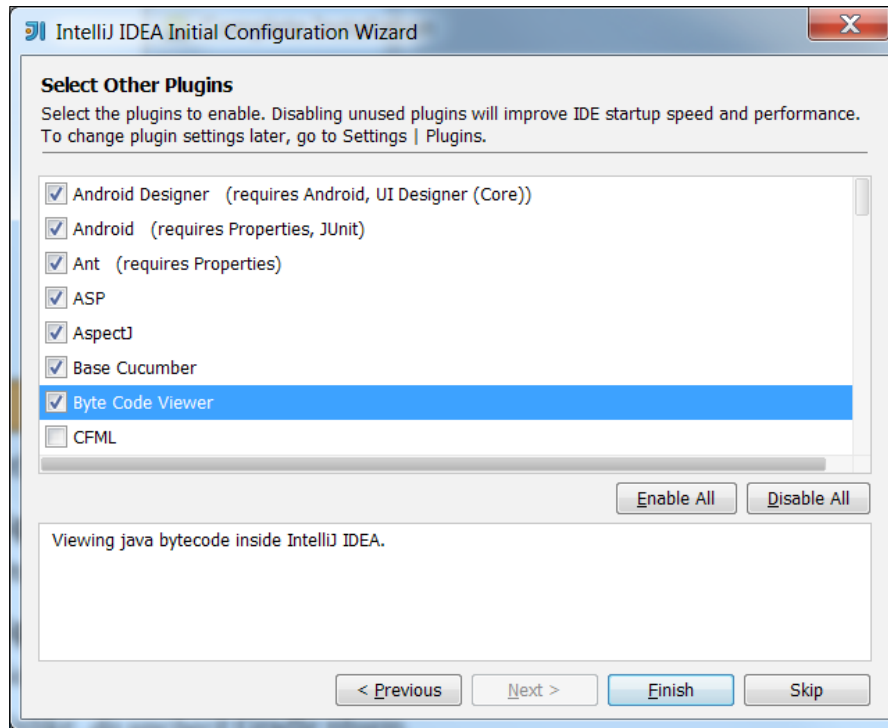 IntelliJ IDEA Initial Configuration Wizard
Select Other Plugins
Select the plugins to enable. Disabling unused plugins will improve IDE startup speed and performance.
To change plugin settings later, go to Settings | Plugins.
Android Designer (requires Android, UI Designer (Core))
Android (requires Properties, JUnit)
Ant (requires Properties)
ASP
AspectJ
Base Cucumber
Byte Code Viewer
CFML
Enable All Disable All
Viewing java bytecode inside IntelliJ IDEA.
< Previous Next > Finish Skip